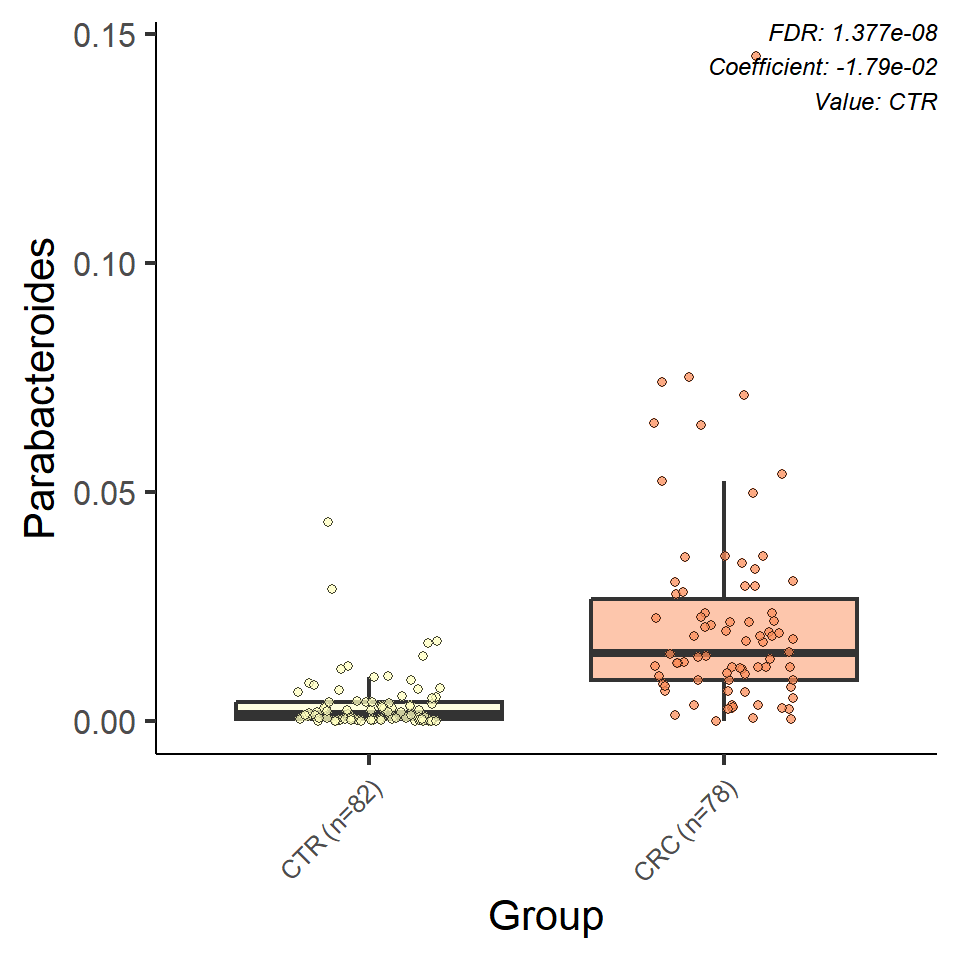 FDR: 1.377e-08
Coefficient: -1.79e-02
Value: CTR
0.15
0.10
0.05
0.00
Parabacteroides
CTR (n=82)
CRC (n=78)
Group